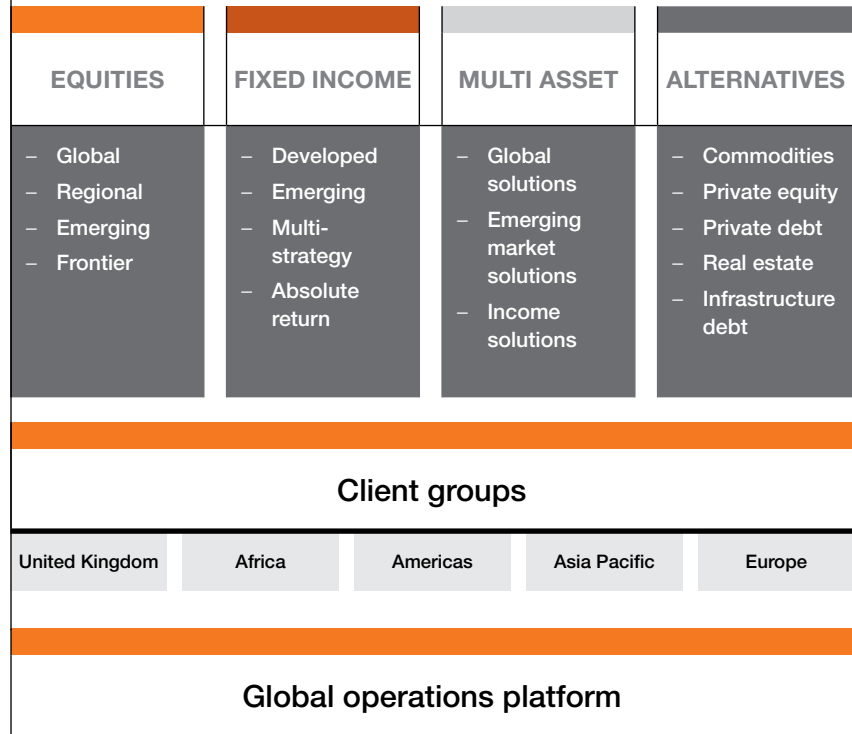 EQUITIES
– Global
– Regional
– Emerging
– Frontier
FIXED INCOME
– Developed
– Emerging
– Multi-
strategy
– Absolute
return
MULTI ASSET
– Global
solutions
– Emerging
market
solutions
– Income
solutions
ALTERNATIVES
– Commodities
– Private equity
– Private debt
– Real estate
– Infrastructure
debt
Client groups
United Kingdom
Africa
Americas
Asia Pacific
Europe
Global operations platform